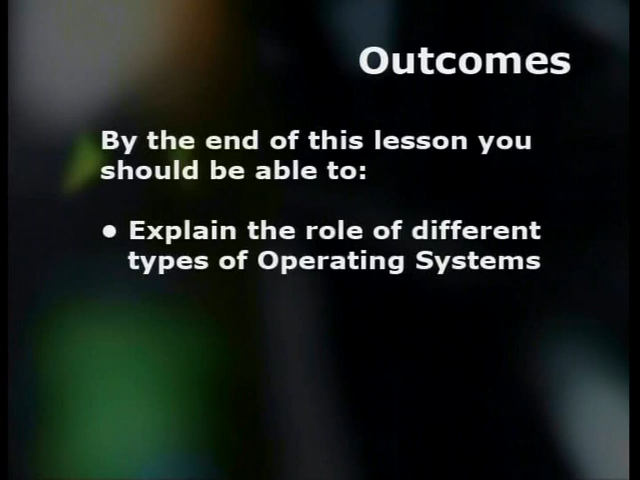 Outcomes
By the end of this lesson you
should be able to:
• Explain the role of different
types of Operating Systems